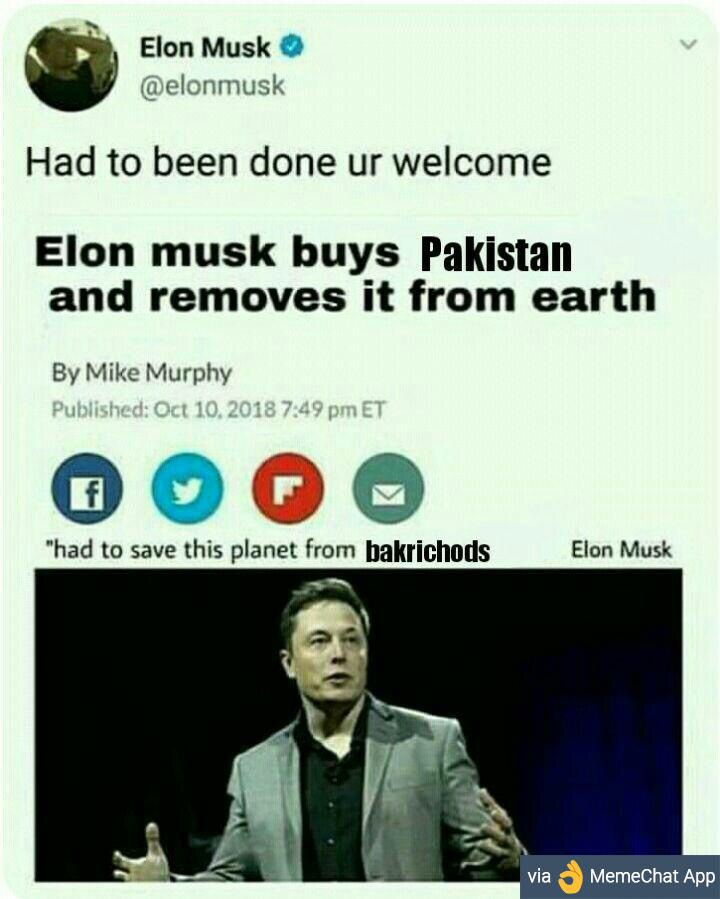 Elon Musk
@elonmusk
Had to been done ur welcome
Elon musk buys Pakistan
and removes it from earth
By Mike Murphy
Published: Oct 10, 2018 7:49 pm ET
"had to save this planet from bakrichods Elon Musk
via 👌 MemeChat App